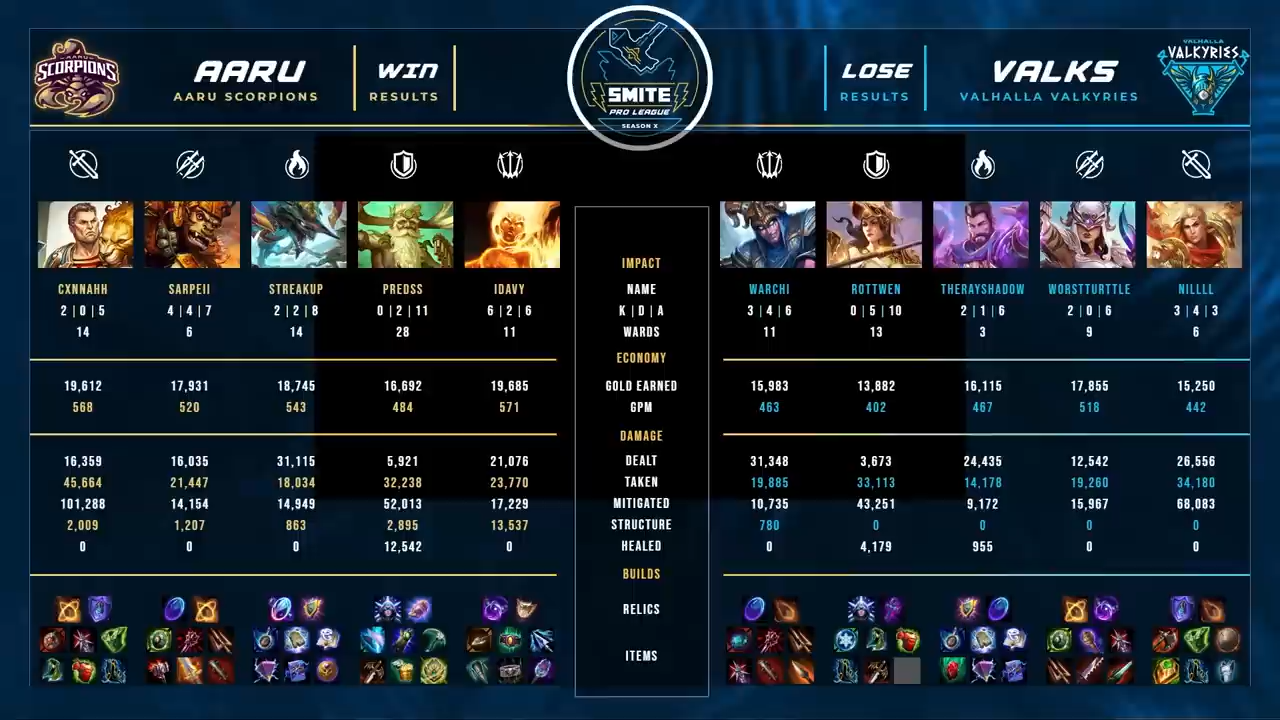 AARU SCORPIONS
AARU
AARU SCORPIONS
WIN
RESULTS
SMITE
PRO LEAGUE
SEASON X
LOSE
RESULTS
VALKS
VALHALLA VALKYRIES
VALHALLA
VALKYRIES
IMPACT
CXNNAHH SARPEII STREAKUP PREDSS IDAVY NAME WARCHI ROTTWEN THERAYSHADOW WORSTTURTTLE NILLLL
2|0|5 4|4|7 2|2|8 0|2|11 6|2|6 K|D|A 3|4|6 0|5|10 2|1|6 2|0|6 3|4|3
14 6 14 28 11 WARDS 11 13 3 9 6
ECONOMY
19,612 17,931 18,745 16,692 19,685 GOLD EARNED 15,983 13,882 16,115 17,855 15,250
568 520 543 484 571 GPM 463 402 467 518 442
DAMAGE
16,359 16,035 31,115 5,921 21,076 DEALT 31,348 3,673 24,435 12,542 26,556
45,664 21,447 18,034 32,238 23,770 TAKEN 19,885 33,113 14,178 19,260 34,180
101,288 14,154 14,949 52,013 17,229 MITIGATED 10,735 43,251 9,172 15,967 68,083
2,009 1,207 863 2,895 13,537 STRUCTURE 780 0 0 0 0
0 0 0 12,542 0 HEALED 0 4,179 955 0 0
BUILDS
RELICS
ITEMS